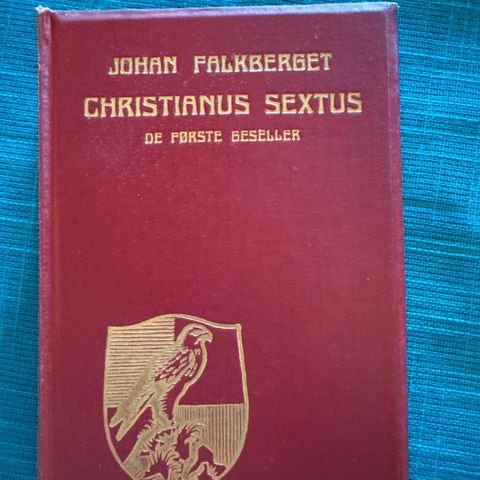 JOHAN FALKBERGET
CHRISTIANUS SEXTUS
DE FØRSTE GESELLER